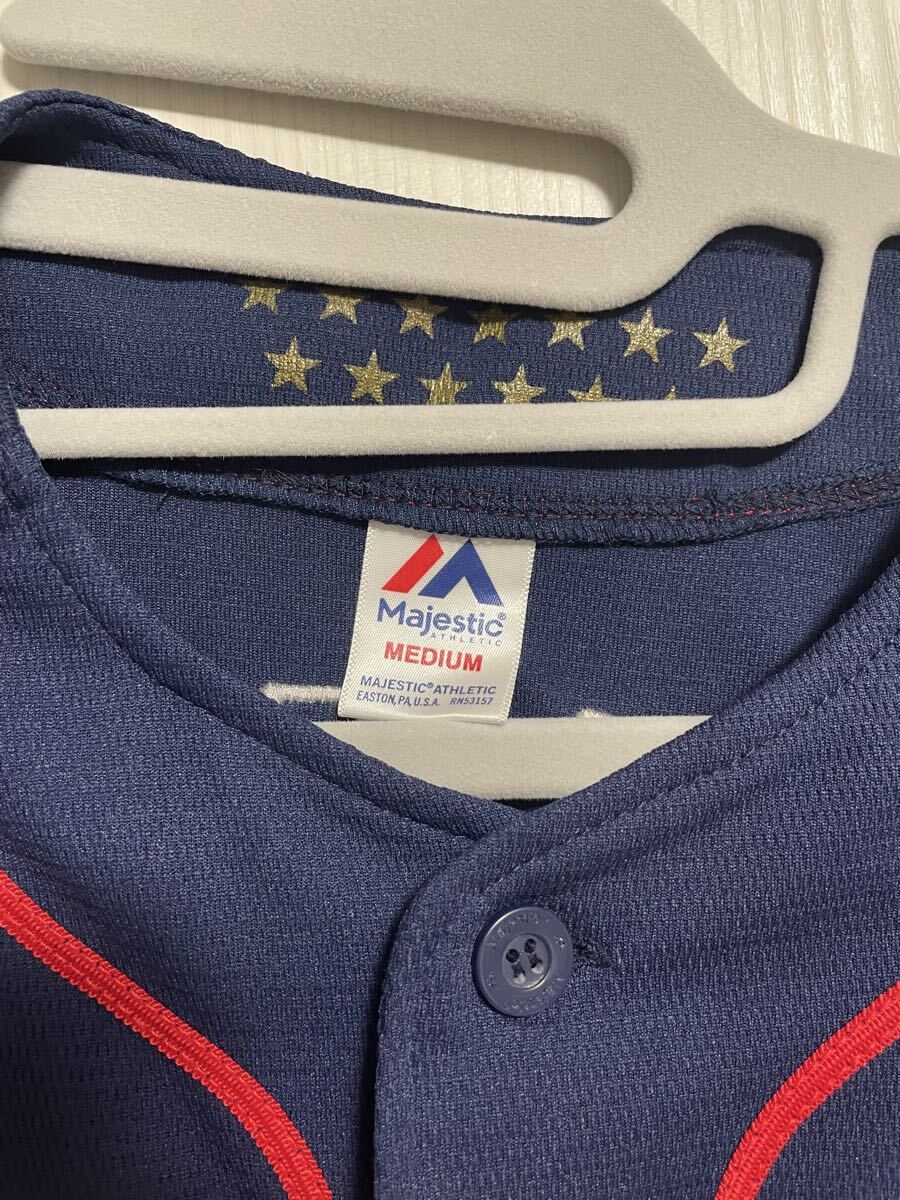 Majestic®
ATHLETIC
MEDIUM
MAJESTIC® ATHLETIC
EASTON, PA, U.S.A. RN53157